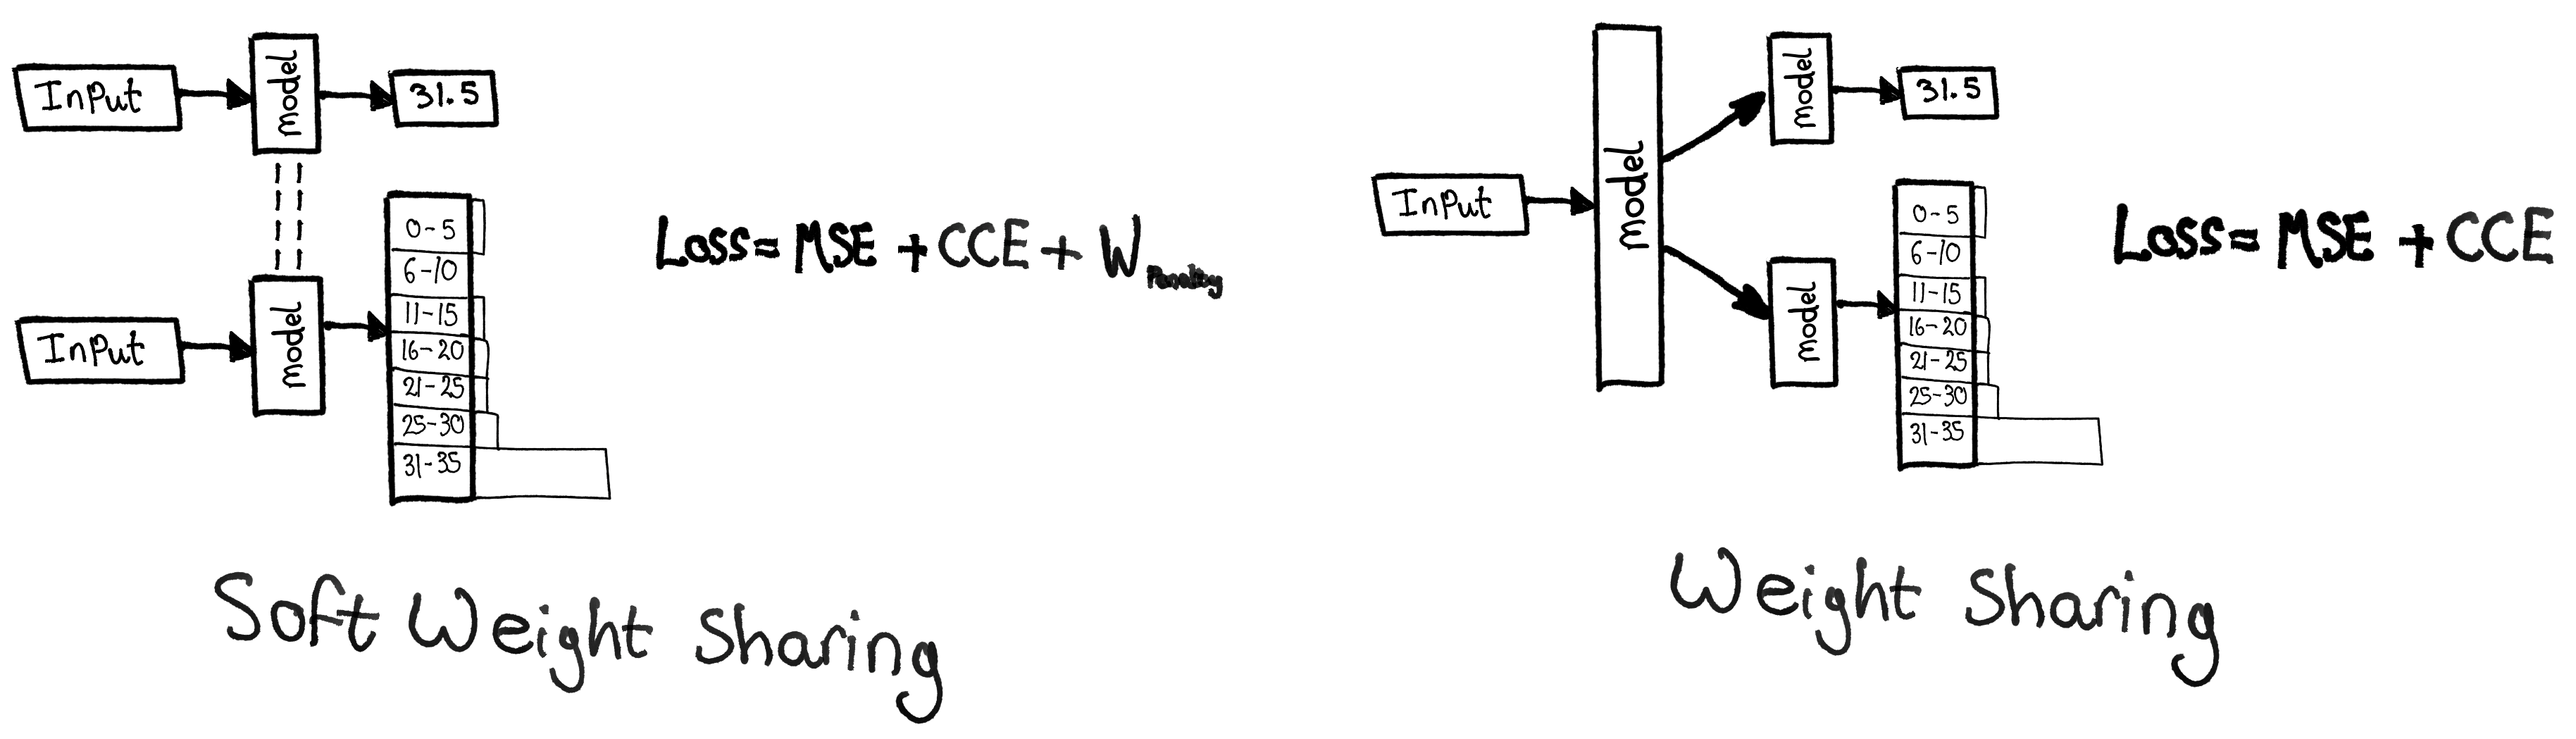 InPut
model
31.5
InPut
model
0-5
6-10
11-15
16-20
21-25
25-30
31-35
Loss= MSE + CCE + W Penality
Soft Weight Sharing
InPut
model
model
31.5
model
0-5
6-10
11-15
16-20
21-25
25-30
31-35
Loss= MSE + CCE
Weight Sharing